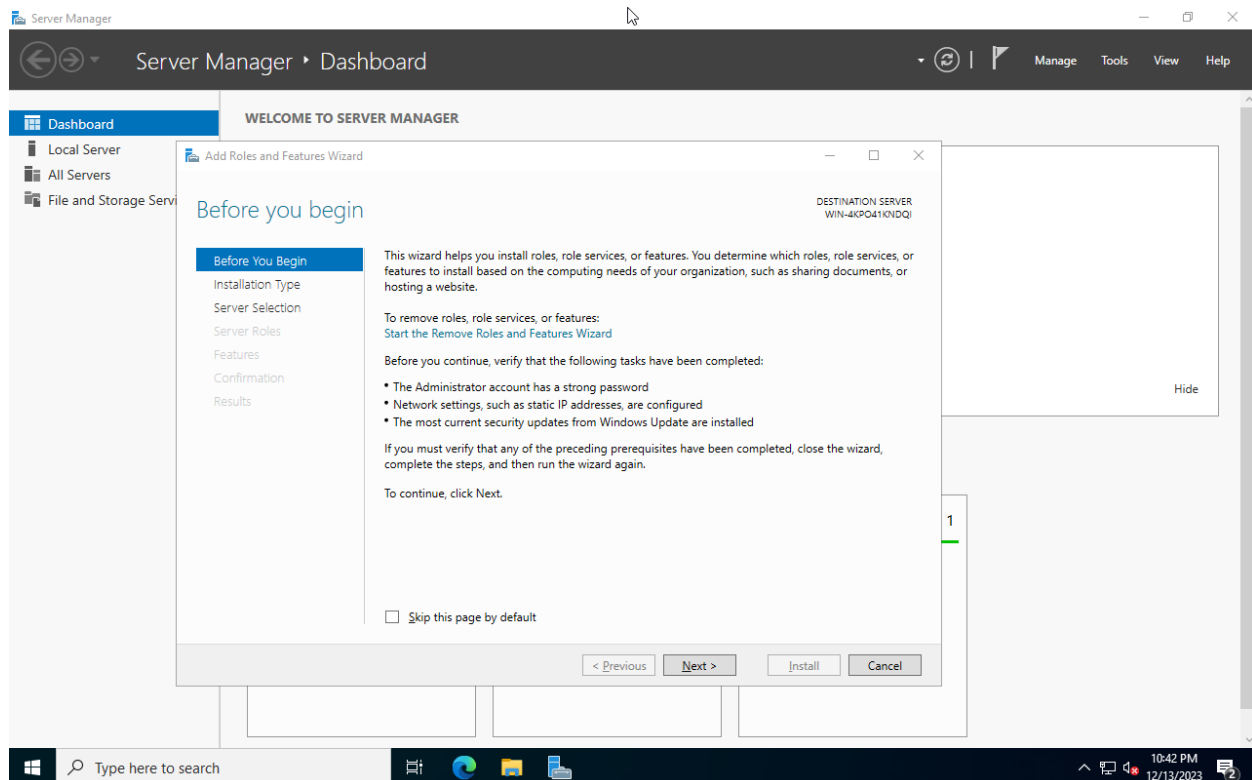 Server Manager
Server Manager ‣ Dashboard
Manage
Tools
View
Help
Dashboard
Local Server
All Servers
File and Storage Servi
WELCOME TO SERVER MANAGER
Hide
1
Add Roles and Features Wizard
Before you begin
DESTINATION SERVER
WIN-4KPO41KNDQI
Before You Begin
Installation Type
Server Selection
Server Roles
Features
Confirmation
Results
This wizard helps you install roles, role services, or features. You determine which roles, role services, or
features to install based on the computing needs of your organization, such as sharing documents, or
hosting a website.
To remove roles, role services, or features:
Start the Remove Roles and Features Wizard
Before you continue, verify that the following tasks have been completed:
• The Administrator account has a strong password
• Network settings, such as static IP addresses, are configured
• The most current security updates from Windows Update are installed
If you must verify that any of the preceding prerequisites have been completed, close the wizard,
complete the steps, and then run the wizard again.
To continue, click Next.
Skip this page by default
< Previous
Next >
Install
Cancel
Type here to search
10:42 PM
12/13/2023
2